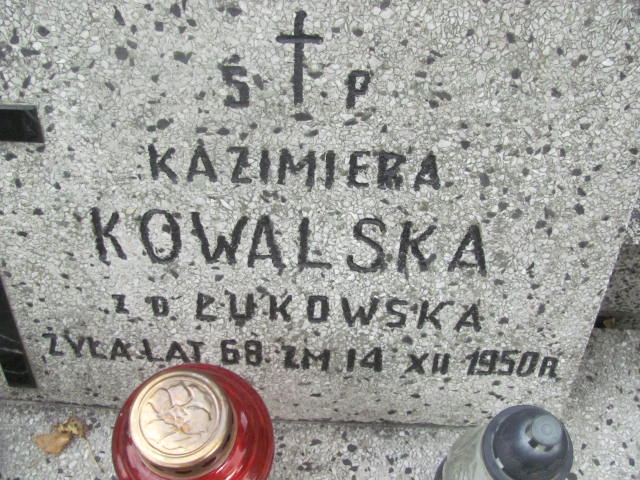 Ś P
KAZIMIERA
KOWALSKA
Z D. ŁUKOWSKA
ŻYŁA LAT 68 ZM 14 XII 1950R